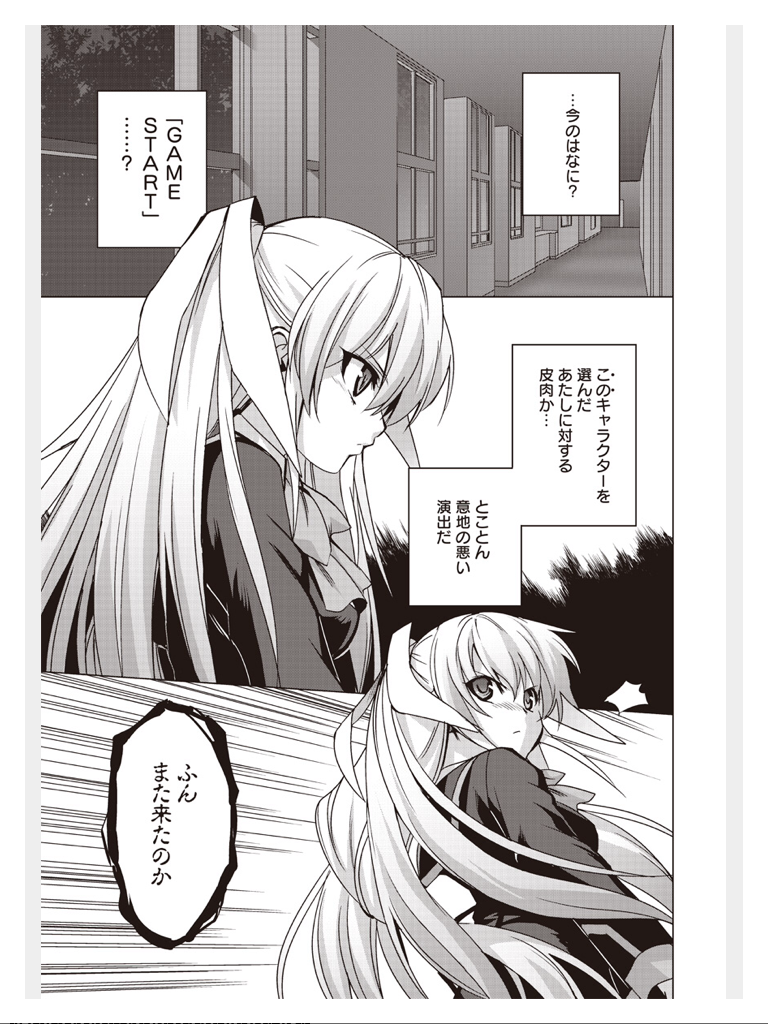 …今のはなに？
「GAME
START」
……？
このキャラクターを
選んだ
あたしに対する
皮肉か…
とことん
意地の悪い
演出だ
ふん
また来たのか